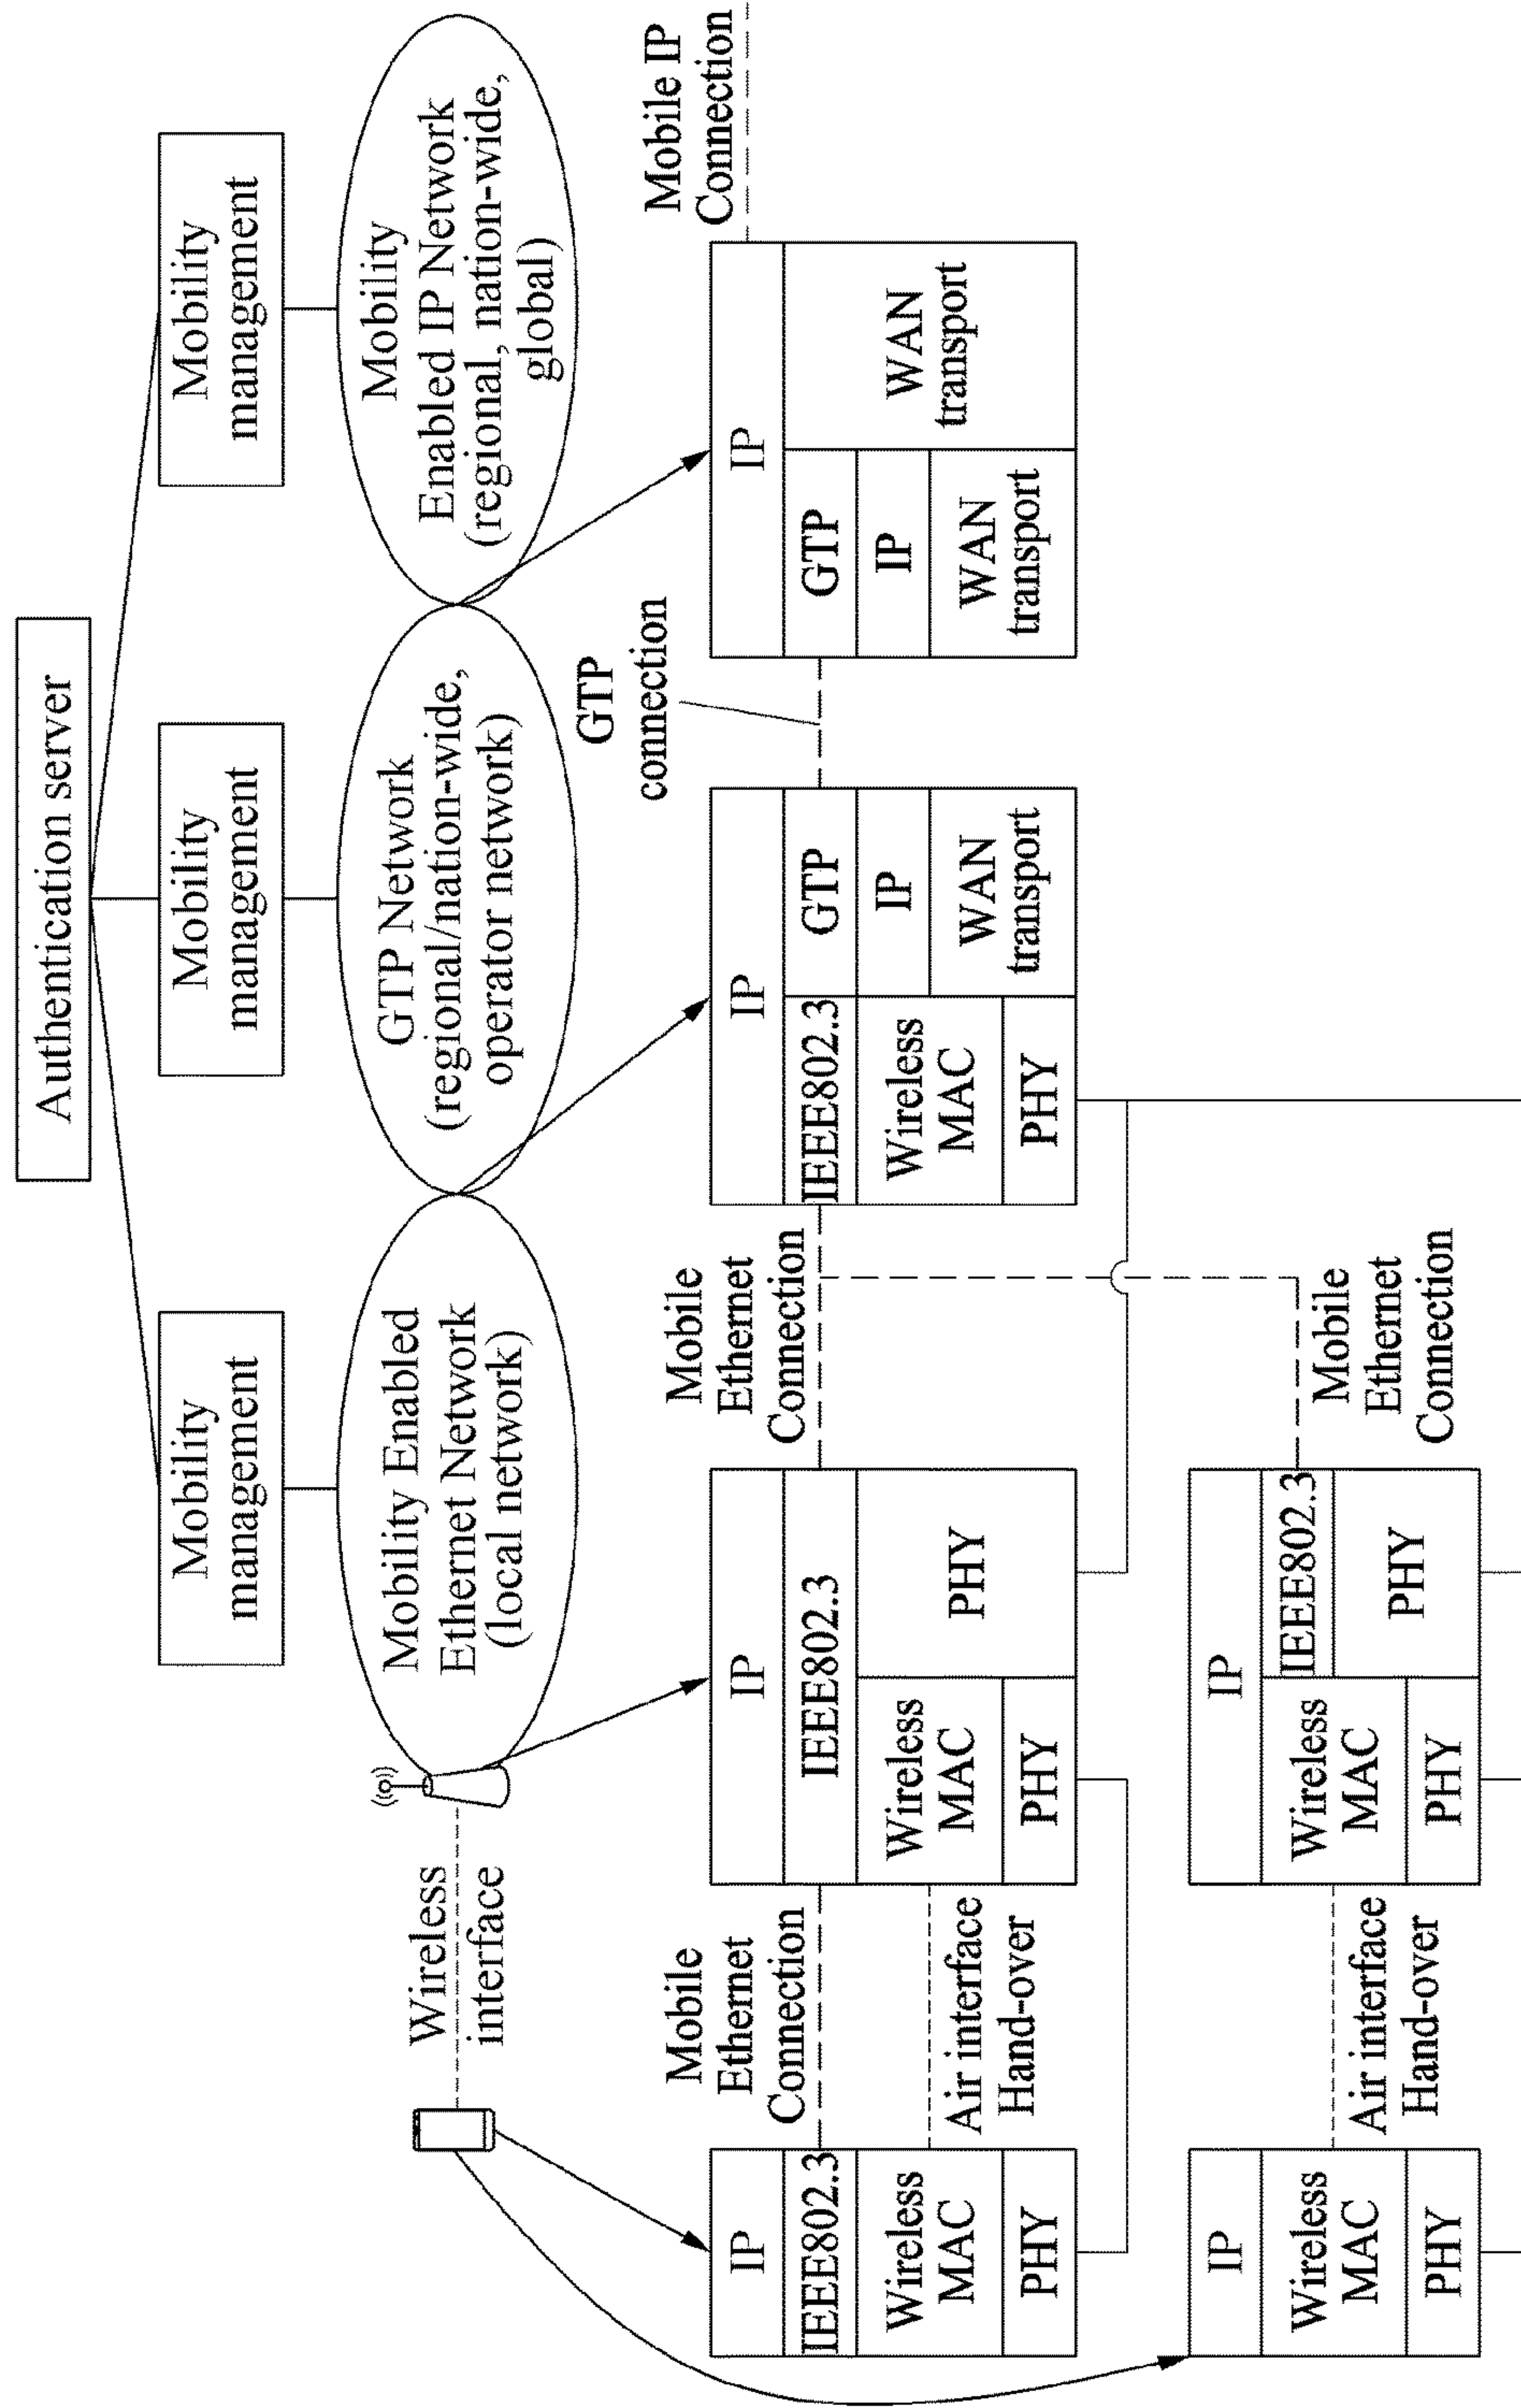 Authentication server
Mobility
management
Mobility
management
Mobility
management
Wireless
interface
Mobility Enabled
Ethernet Network
(local network)
GTP Network
(regional/nation-wide,
operator network)
Mobility
Enabled IP Network
(regional, nation-wide,
global)
IP
IEEE802.3
Wireless
MAC
PHY
Mobile
Ethernet
Connection
Air interface
Hand-over
IP
IEEE802.3
Wireless
MAC
PHY
PHY
Mobile
Ethernet
Connection
IP
IEEE802.3
Wireless
MAC
PHY
GTP
IP
WAN
transport
GTP
connection
IP
GTP
IP
WAN
transport
WAN
transport
Mobile IP
Connection
IP
Wireless
MAC
PHY
Air interface
Hand-over
IP
Wireless
MAC
PHY
IEEE802.3
PHY
Mobile
Ethernet
Connection